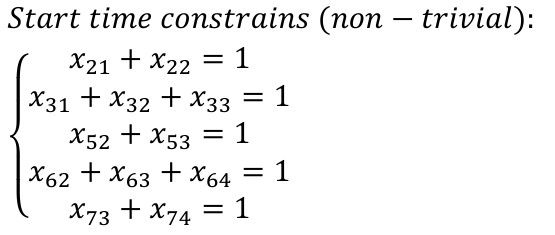 Start time constrains (non − trivial):
x₂₁ + x₂₂ = 1
x₃₁ + x₃₂ + x₃₃ = 1
x₅₂ + x₅₃ = 1
x₆₂ + x₆₃ + x₆₄ = 1
x₇₃ + x₇₄ = 1